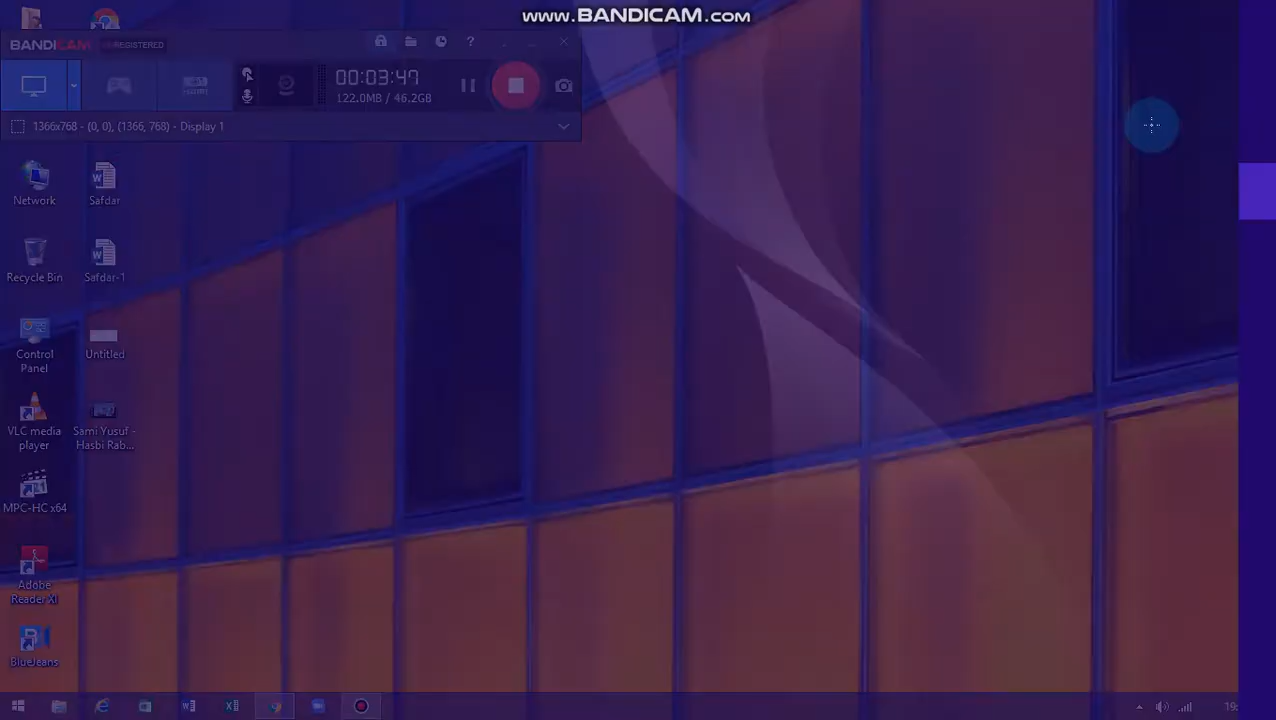 www.BANDICAM.com
BANDICAM UNREGISTERED
00:03:47
122.0MB / 46.2GB
1366x768 - (0, 0), (1366, 768) - Display 1
Network
Safdar
Recycle Bin
Safdar-1
Control
Panel
Untitled
VLC media
player
Sami Yusuf -
Hasbi Rab...
MPC-HC x64
Adobe
Reader XI
BlueJeans
19: